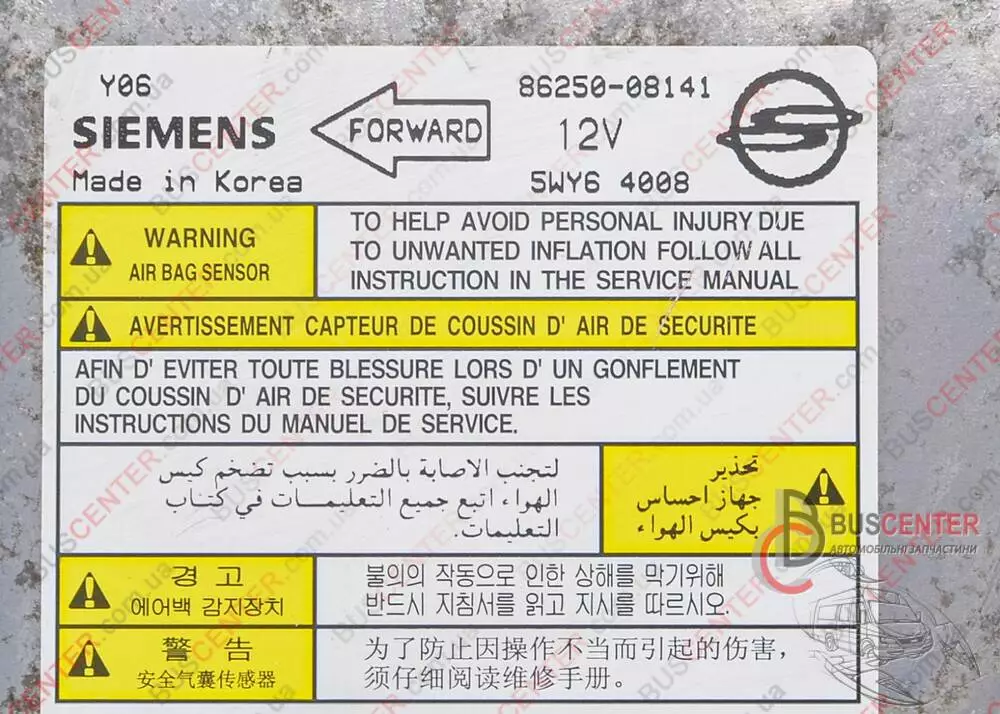 Y06
86250-08141
SIEMENS
FORWARD
12V
Made in Korea
5WY6 4008
WARNING
AIR BAG SENSOR
TO HELP AVOID PERSONAL INJURY DUE
TO UNWANTED INFLATION FOLLOW ALL
INSTRUCTION IN THE SERVICE MANUAL
AVERTISSEMENT CAPTEUR DE COUSSIN D' AIR DE SECURITE
AFIN D' EVITER TOUTE BLESSURE LORS D' UN GONFLEMENT
DU COUSSIN D' AIR DE SECURITE, SUIVRE LES
INSTRUCTIONS DU MANUEL DE SERVICE.
تحذير
جهاز احساس
بكيس الهواء
لتجنب الاصابة بالضرر بسبب تضخم كيس
الهواء اتبع جميع التعليمات في كتاب
التعليمات.
BUSCENTER
АВТОМОБІЛЬНІ ЗАПЧАСТИНИ
경 고
에어백 감지장치
불의의 작동으로 인한 상해를 막기위해
반드시 지침서를 읽고 지시를 따르시오.
警 告
安全气囊传感器
为了防止因操作不当而引起的伤害，
须仔细阅读维修手册。